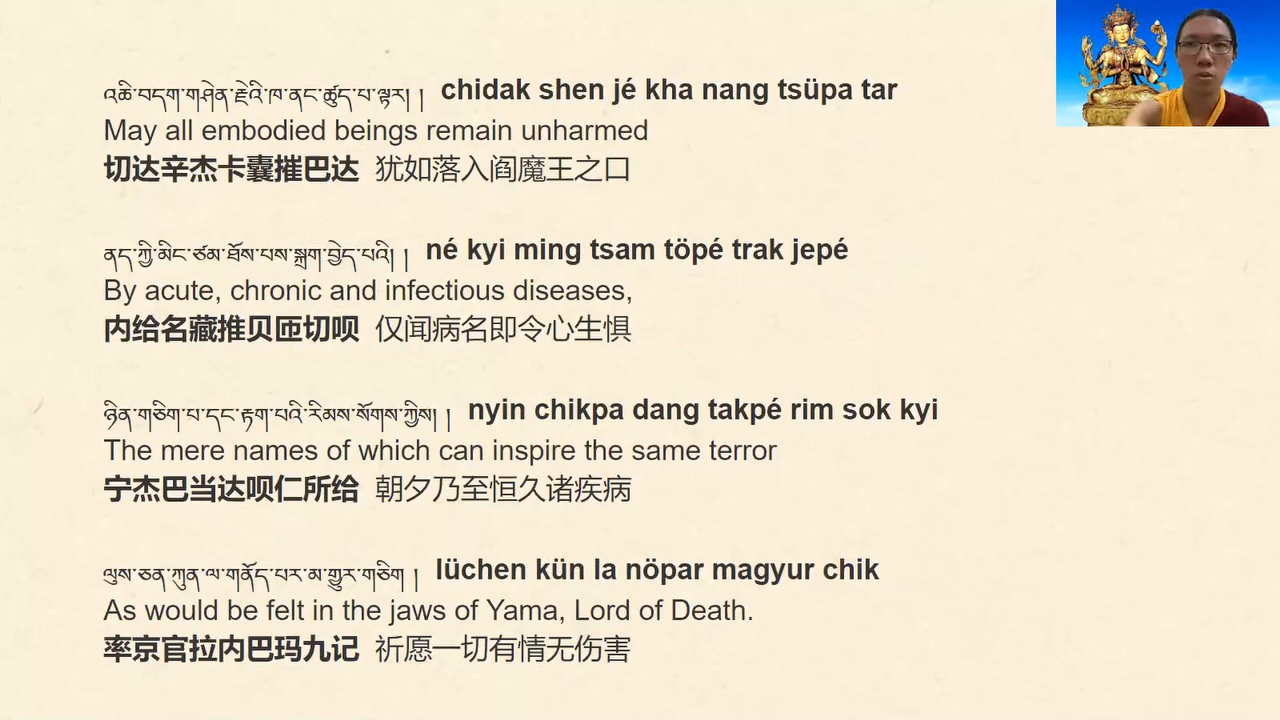 འཆི་བདག་གཤེན་རྗེའི་ཁ་ནང་ཚུད་པ་ལྟར། ། chidak shen jé kha nang tsüpa tar
May all embodied beings remain unharmed
切达辛杰卡囊摧巴达 犹如落入阎魔王之口
ནད་ཀྱི་མིང་ཙམ་ཐོས་པས་སྐྲག་བྱེད་པའི། ། né kyi ming tsam töpé trak jepé
By acute, chronic and infectious diseases,
内给名藏推贝匝切呗 仅闻病名即令心生惧
ཉིན་གཅིག་པ་དང་རྟག་པའི་རིམས་སོགས་ཀྱིས། ། nyin chikpa dang takpé rim sok kyi
The mere names of which can inspire the same terror
宁杰巴当达呗仁所给 朝夕乃至恒久诸疾病
ལུས་ཅན་ཀུན་ལ་གནོད་པར་མ་གྱུར་གཅིག ། lüchen kün la nöpar magyur chik
As would be felt in the jaws of Yama, Lord of Death.
率京官拉内巴玛九记 祈愿一切有情无伤害